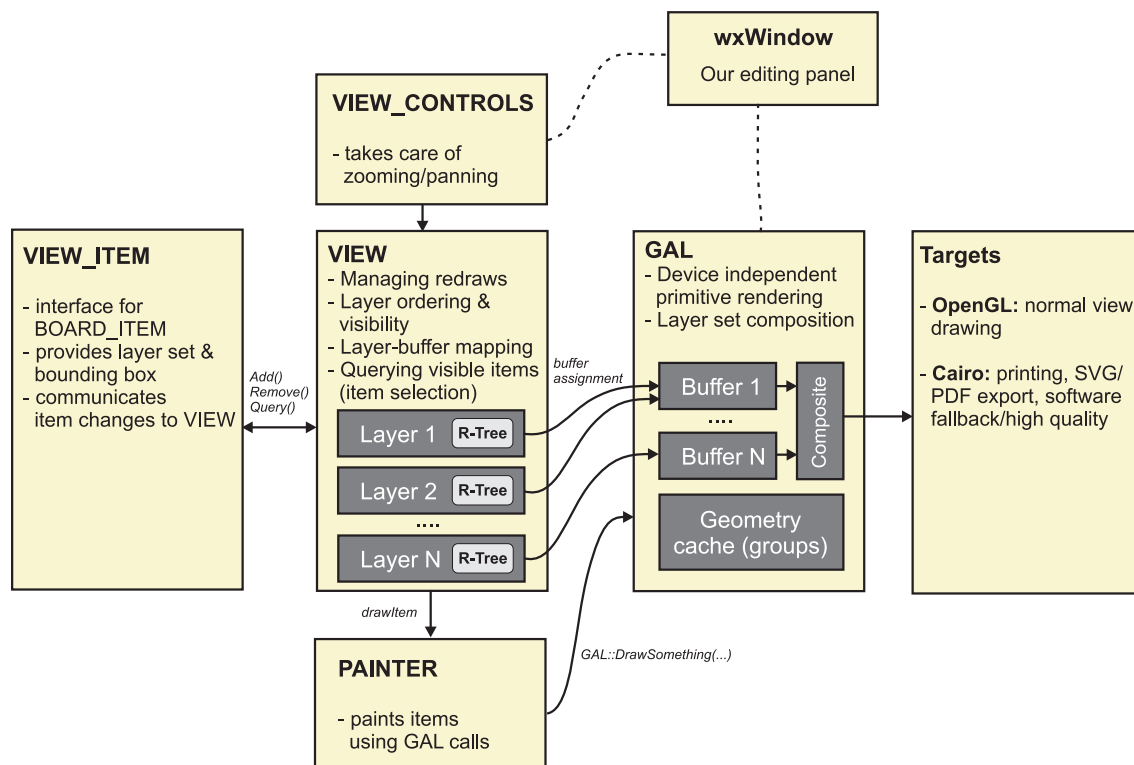 wxWindow
Our editing panel
VIEW_CONTROLS
- takes care of
zooming/panning
VIEW_ITEM
- interface for
BOARD_ITEM
- provides layer set &
bounding box
- communicates
item changes to VIEW
Add()
Remove()
Query()
VIEW
- Managing redraws
- Layer ordering &
visibility
- Layer-buffer mapping
- Querying visible items
(item selection)
Layer 1 R-Tree
Layer 2 R-Tree
....
Layer N R-Tree
buffer
assignment
GAL
- Device independent
primitive rendering
- Layer set composition
Buffer 1
....
Buffer N
Composite
Geometry
cache (groups)
Targets
- OpenGL: normal view
drawing
- Cairo: printing, SVG/
PDF export, software
fallback/high quality
drawItem
GAL::DrawSomething(...)
PAINTER
- paints items
using GAL calls